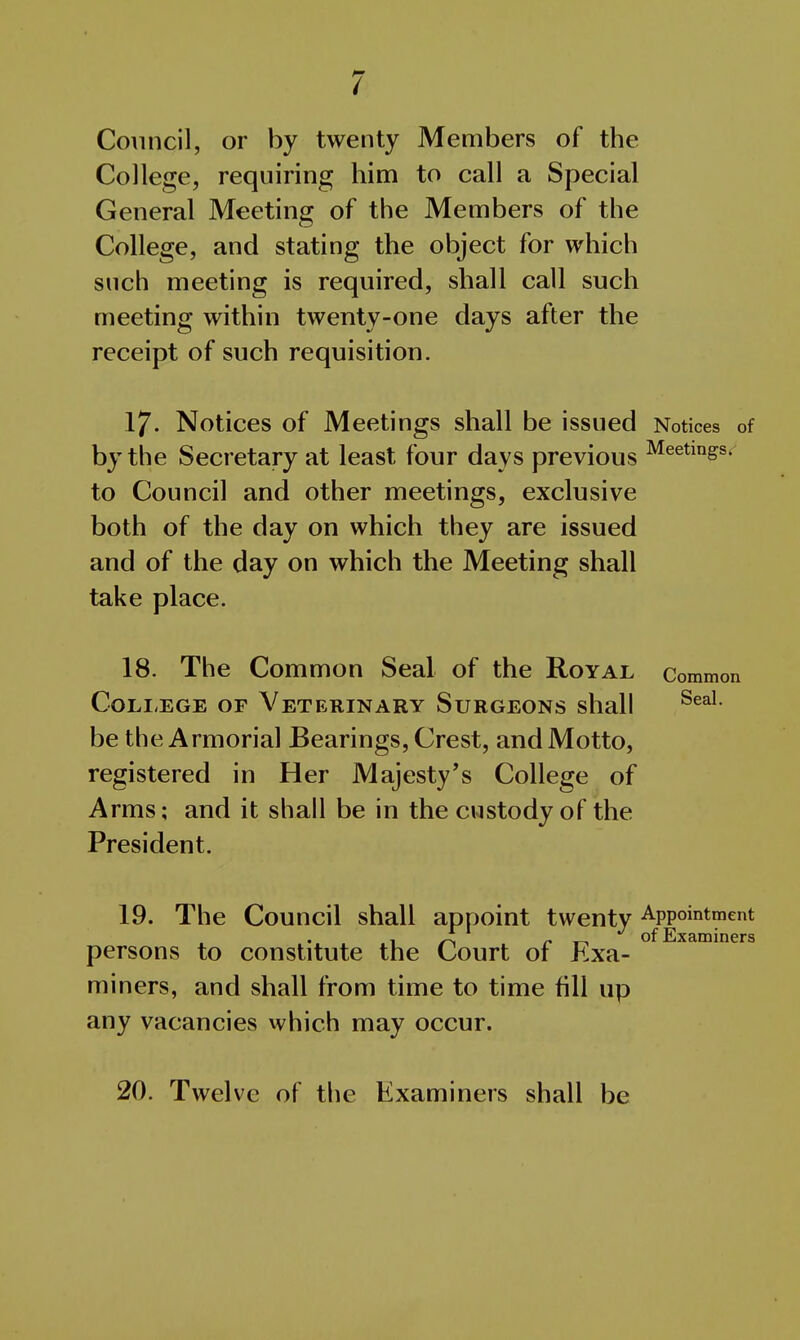 7
Council, or by twenty Members of the
College, requiring him to call a Special
General Meeting of the Members of the
College, and stating the object for which
such meeting is required, shall call such
meeting within twenty-one days after the
receipt of such requisition.
17. Notices of Meetings shall be issued Notices of
by the Secretary at least four days previous Meetings.
to Council and other meetings, exclusive
both of the day on which they are issued
and of the day on which the Meeting shall
take place.
18. The Common Seal of the Royal Common
College of Veterinary Surgeons shall Seal.
be the Armorial Bearings, Crest, and Motto,
registered in Her Majesty's College of
Arms; and it shall be in the custody of the
President.
19. The Council shall appoint twenty Appointment
persons to constitute the Court of Exa- of Examiners
miners, and shall from time to time fill up
any vacancies which may occur.
20. Twelve of the Examiners shall be